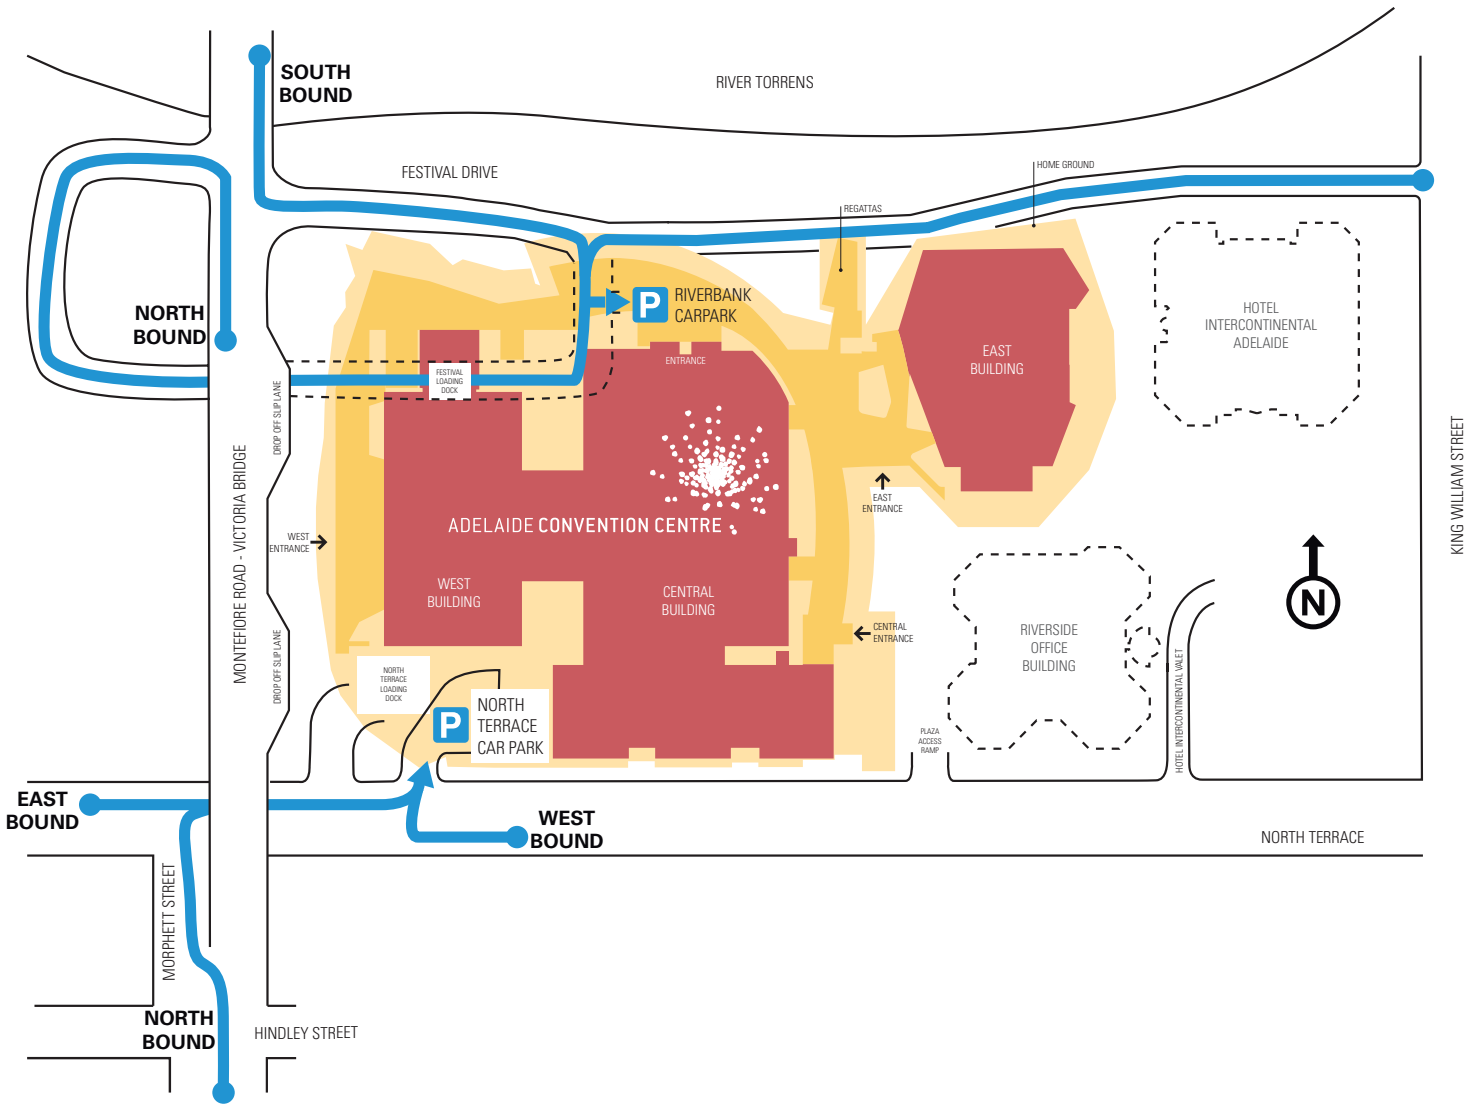 SOUTH
BOUND
RIVER TORRENS
FESTIVAL DRIVE
HOME GROUND
REGATTAS
NORTH
BOUND
P
RIVERBANK
CARPARK
HOTEL
INTERCONTINENTAL
ADELAIDE
ENTRANCE
EAST
BUILDING
FESTIVAL
LOADING
DOCK
DROP OFF SLIP LANE
MONTEFIORE ROAD - VICTORIA BRIDGE
KING WILLIAM STREET
EAST
ENTRANCE
ADELAIDE CONVENTION CENTRE
WEST
ENTRANCE
WEST
BUILDING
CENTRAL
BUILDING
N
CENTRAL
ENTRANCE
RIVERSIDE
OFFICE
BUILDING
DROP OFF SLIP LANE
NORTH
TERRACE
LOADING
DOCK
HOTEL INTERCONTINENTAL VALET
P
NORTH
TERRACE
CAR PARK
PLAZA
ACCESS
RAMP
EAST
BOUND
WEST
BOUND
NORTH TERRACE
MORPHETT STREET
NORTH
BOUND
HINDLEY STREET